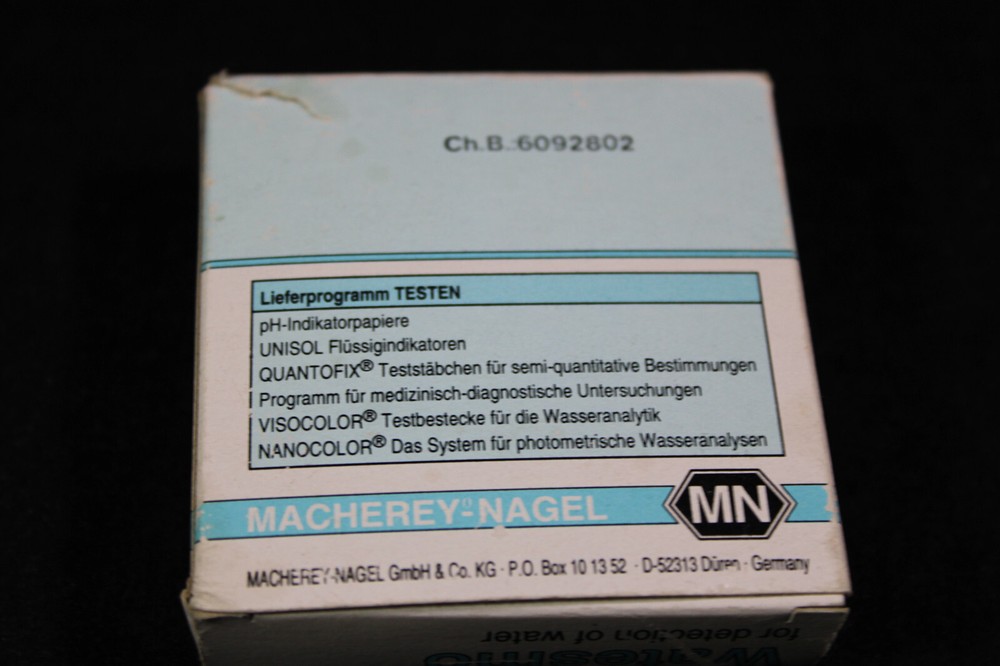 Ch.B.:6092802
Lieferprogramm TESTEN
pH-Indikatorpapiere
UNISOL Flüssigindikatoren
QUANTOFIX® Teststäbchen für semi-quantitative Bestimmungen
Programm für medizinisch-diagnostische Untersuchungen
VISOCOLOR® Testbestecke für die Wasseranalytik
NANOCOLOR® Das System für photometrische Wasseranalysen
MACHEREY-NAGEL
MN
MACHEREY-NAGEL GmbH & Co. KG · P.O. Box 10 13 52 · D-52313 Düren · Germany
for detection of water